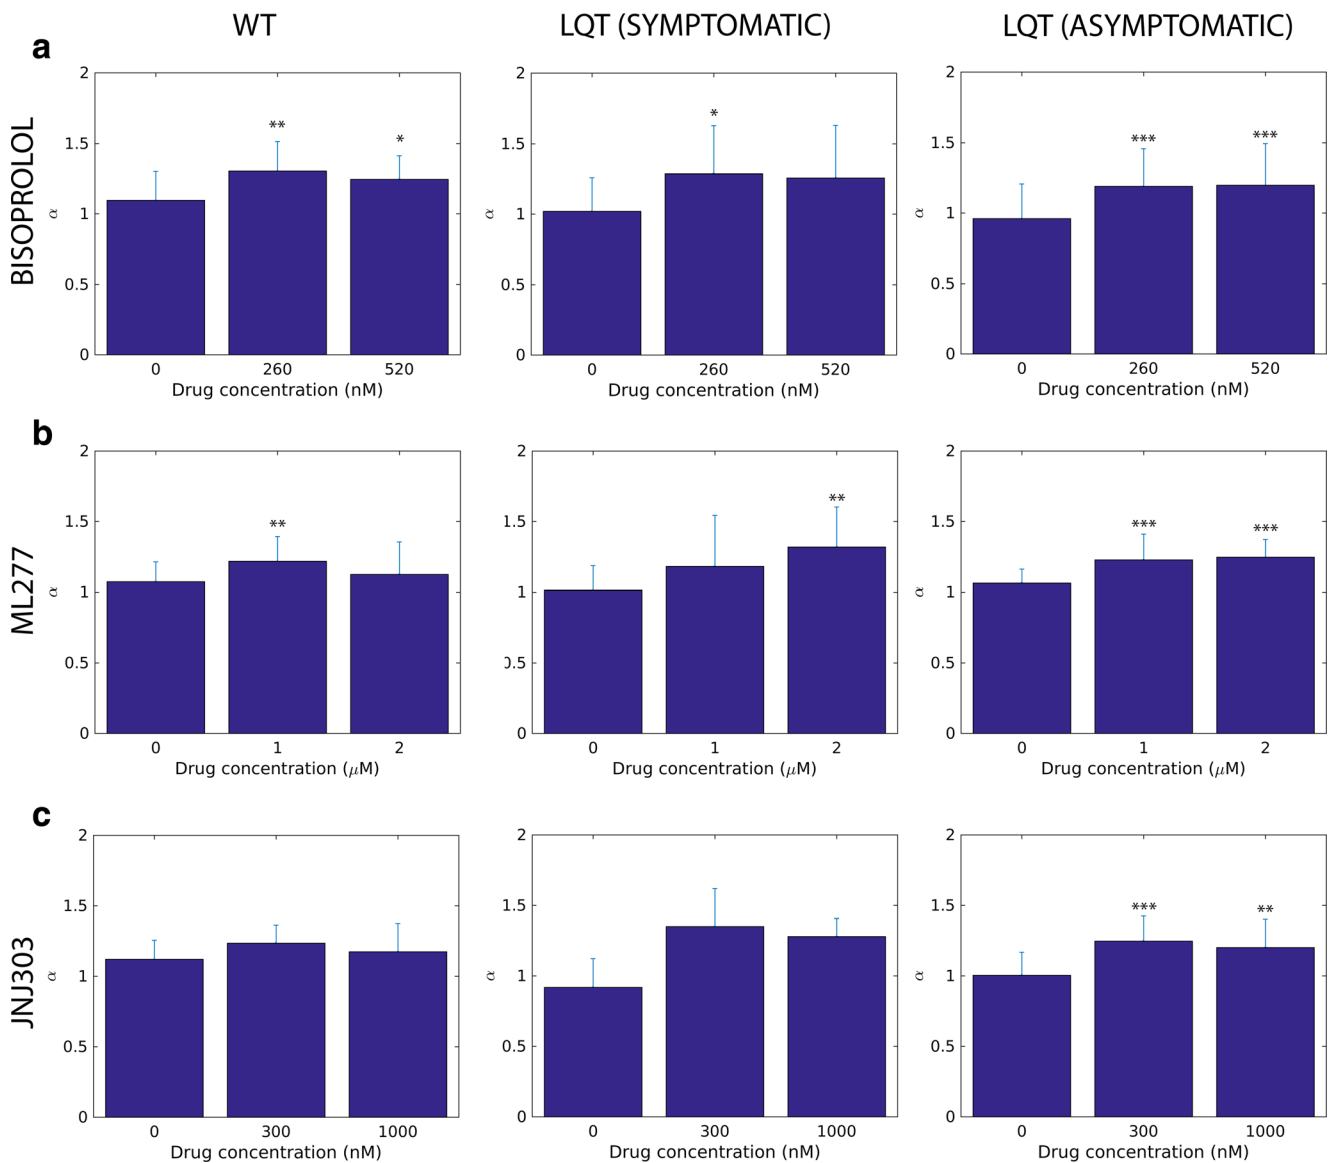 WT LQT (SYMPTOMATIC) LQT (ASYMPTOMATIC)
a
BISOPROLOL
2 2 2
** * * *** ***
1.5 1.5 1.5
α α α
1 1 1
0.5 0.5 0.5
0 0 0
0 260 520 0 260 520 0 260 520
Drug concentration (nM) Drug concentration (nM) Drug concentration (nM)
b
ML277
2 2 2
** ** *** ***
1.5 1.5 1.5
α α α
1 1 1
0.5 0.5 0.5
0 0 0
0 1 2 0 1 2 0 1 2
Drug concentration (μM) Drug concentration (μM) Drug concentration (μM)
c
JNJ303
2 2 2
*** **
1.5 1.5 1.5
α α α
1 1 1
0.5 0.5 0.5
0 0 0
0 300 1000 0 300 1000 0 300 1000
Drug concentration (nM) Drug concentration (nM) Drug concentration (nM)